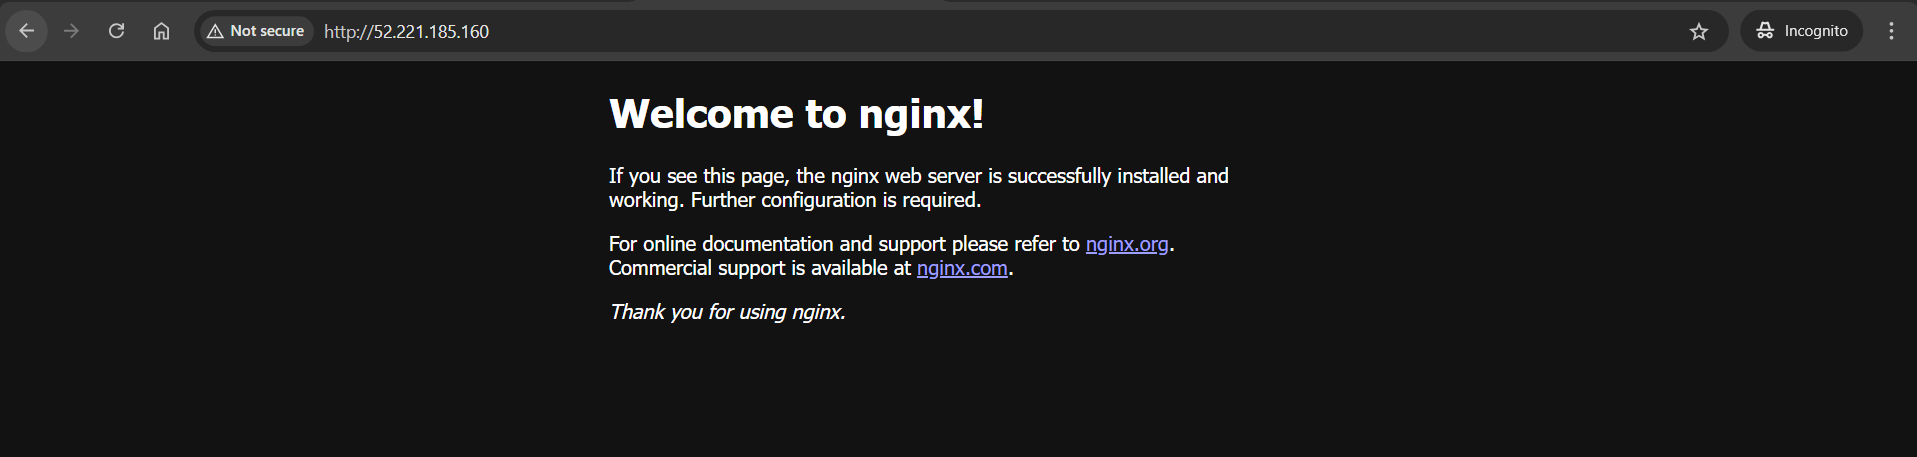 Not secure http://52.221.185.160 Incognito
Welcome to nginx!
If you see this page, the nginx web server is successfully installed and
working. Further configuration is required.
For online documentation and support please refer to nginx.org.
Commercial support is available at nginx.com.
Thank you for using nginx.